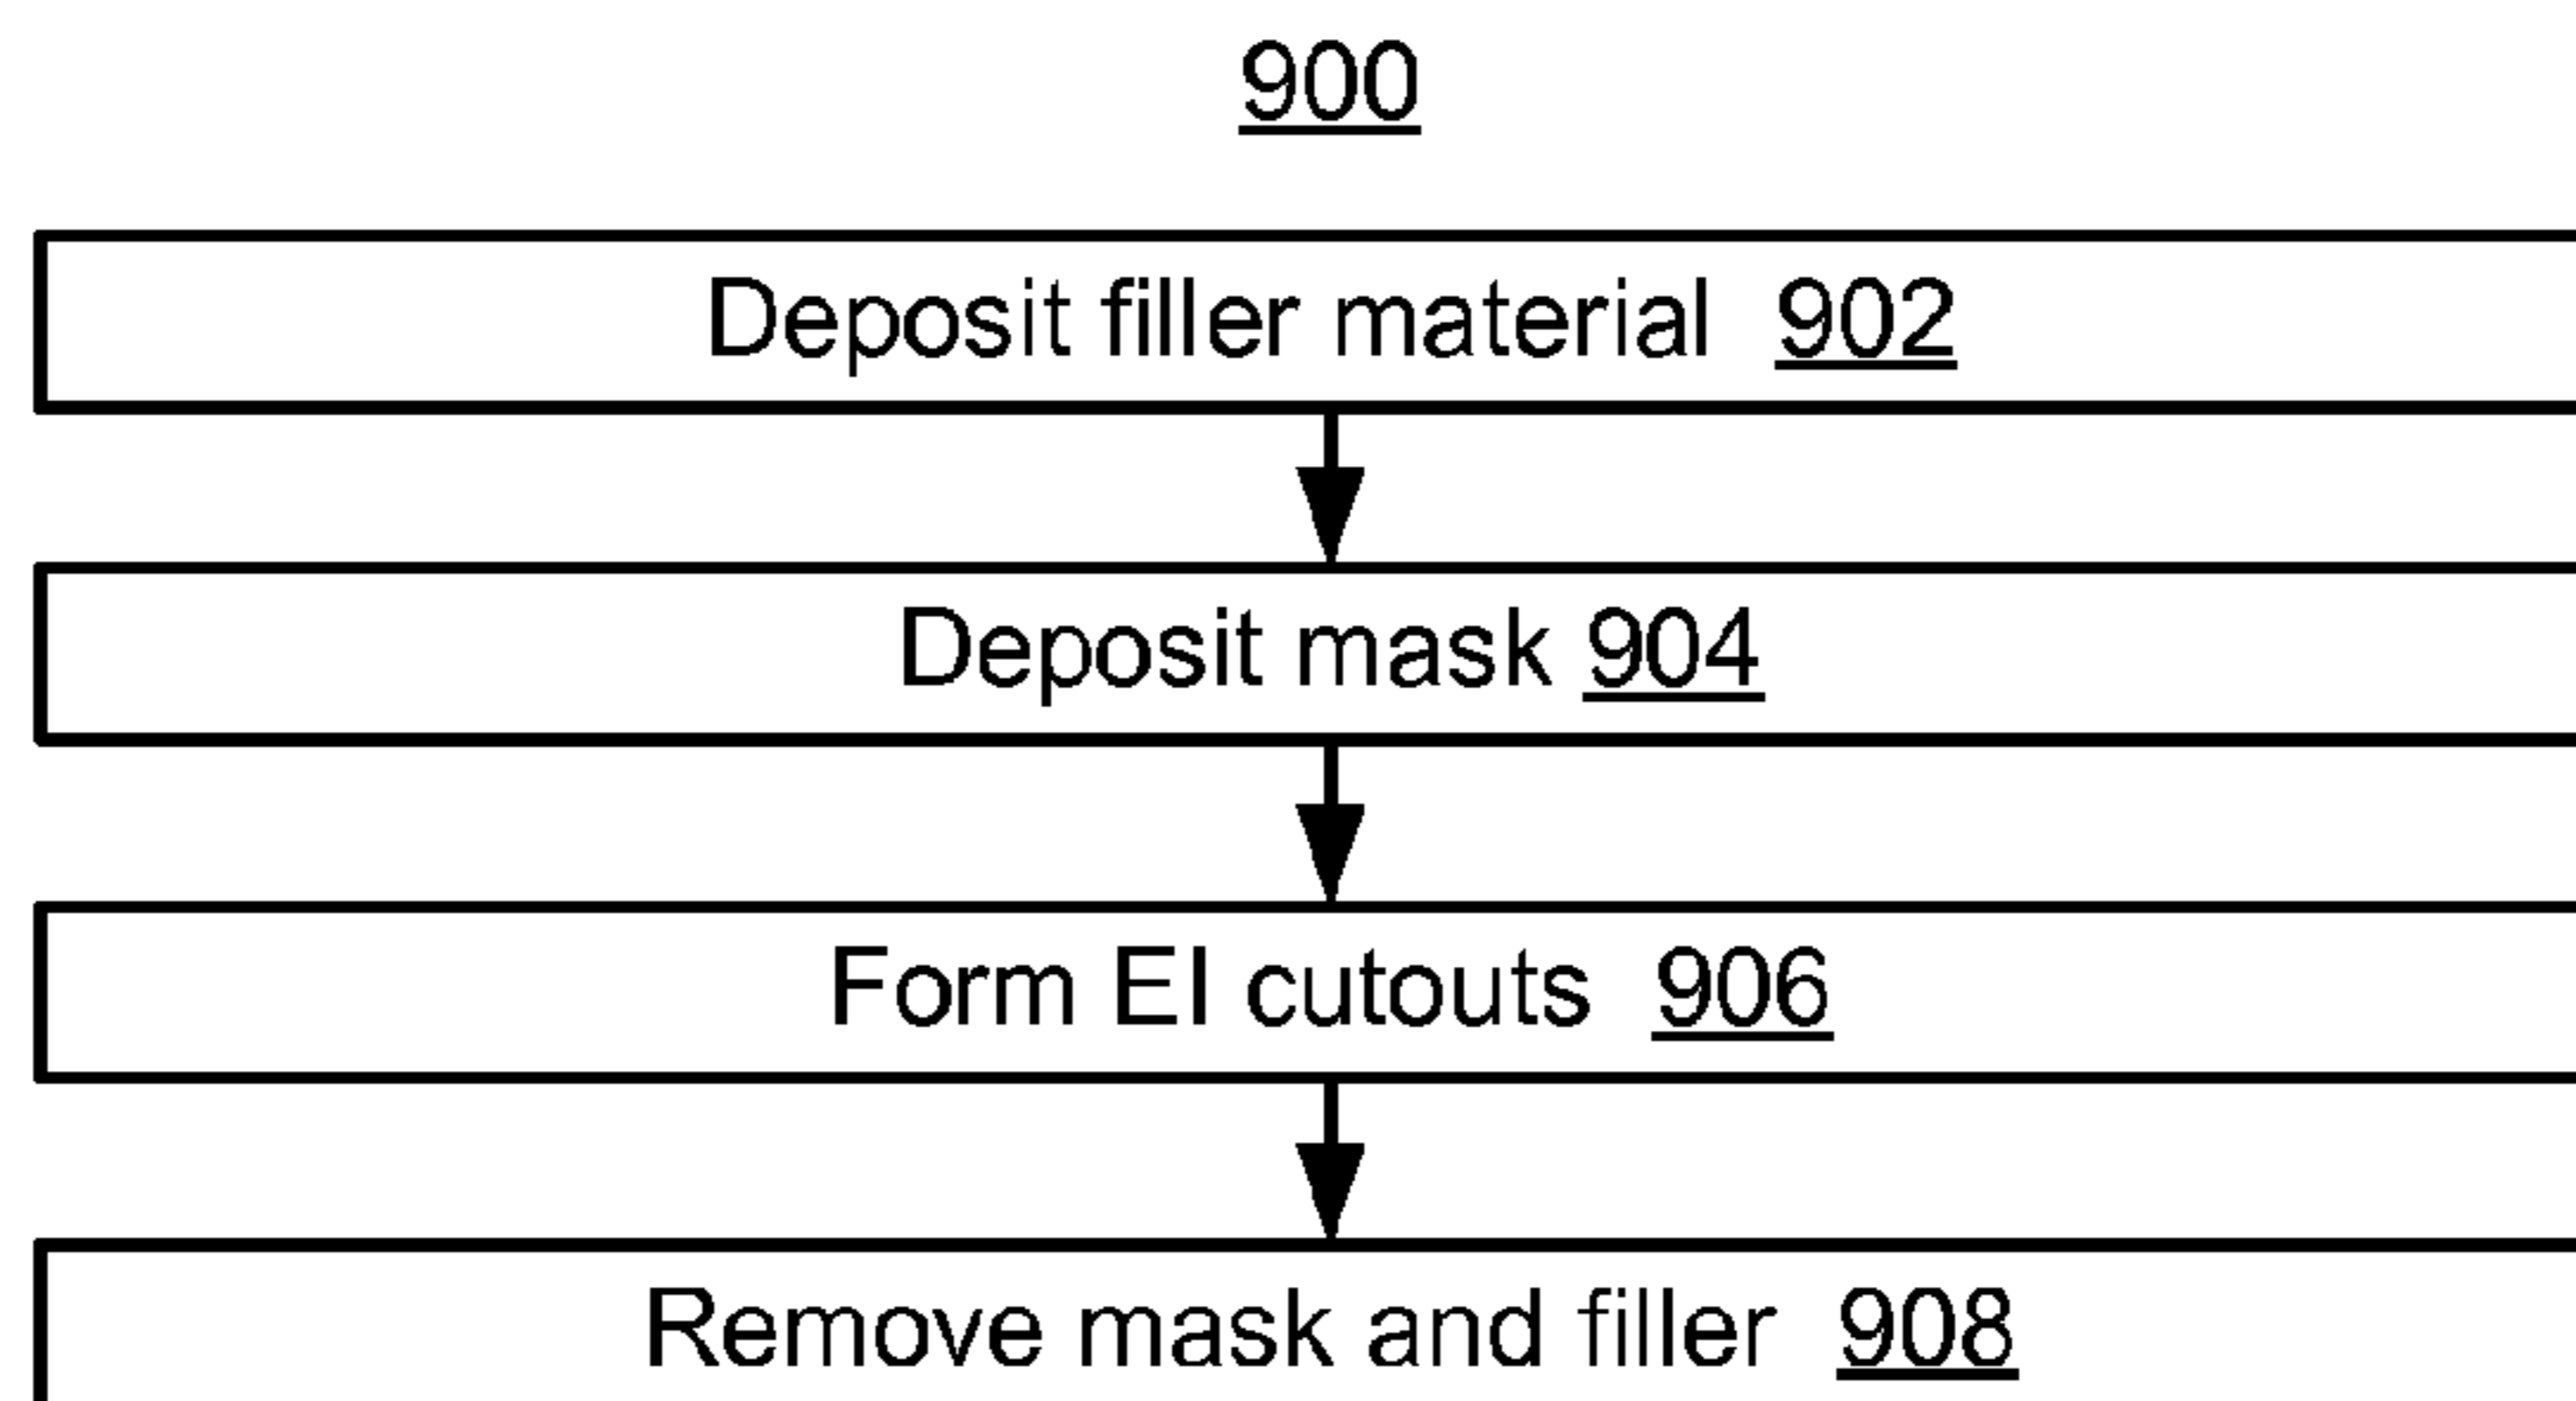 900
Deposit filler material 902
Deposit mask 904
Form EI cutouts 906
Remove mask and filler 908